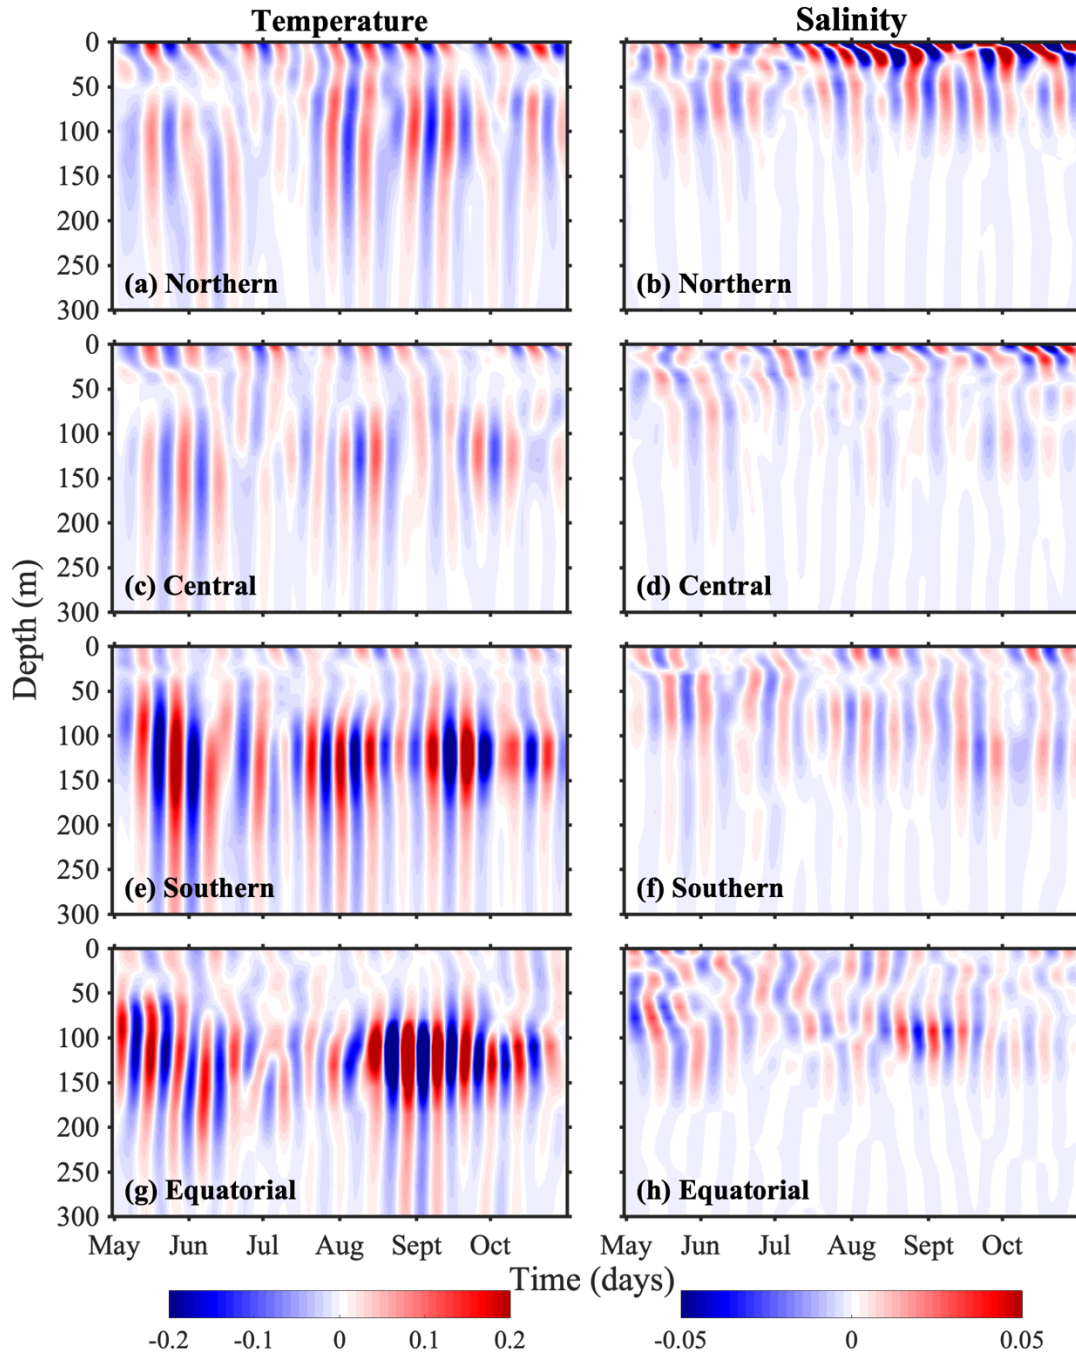 Temperature
Salinity
0
50
100
150
200
250
300
(a) Northern
0
(b) Northern
0
50
100
150
200
250
300
(c) Central
(d) Central
Depth (m)
0
50
100
150
200
250
300
(e) Southern
(f) Southern
0
50
100
150
200
250
300
(g) Equatorial
(h) Equatorial
May Jun Jul Aug Sept Oct
May Jun Jul Aug Sept Oct
Time (days)
-0.2 -0.1 0 0.1 0.2
-0.05 0 0.05